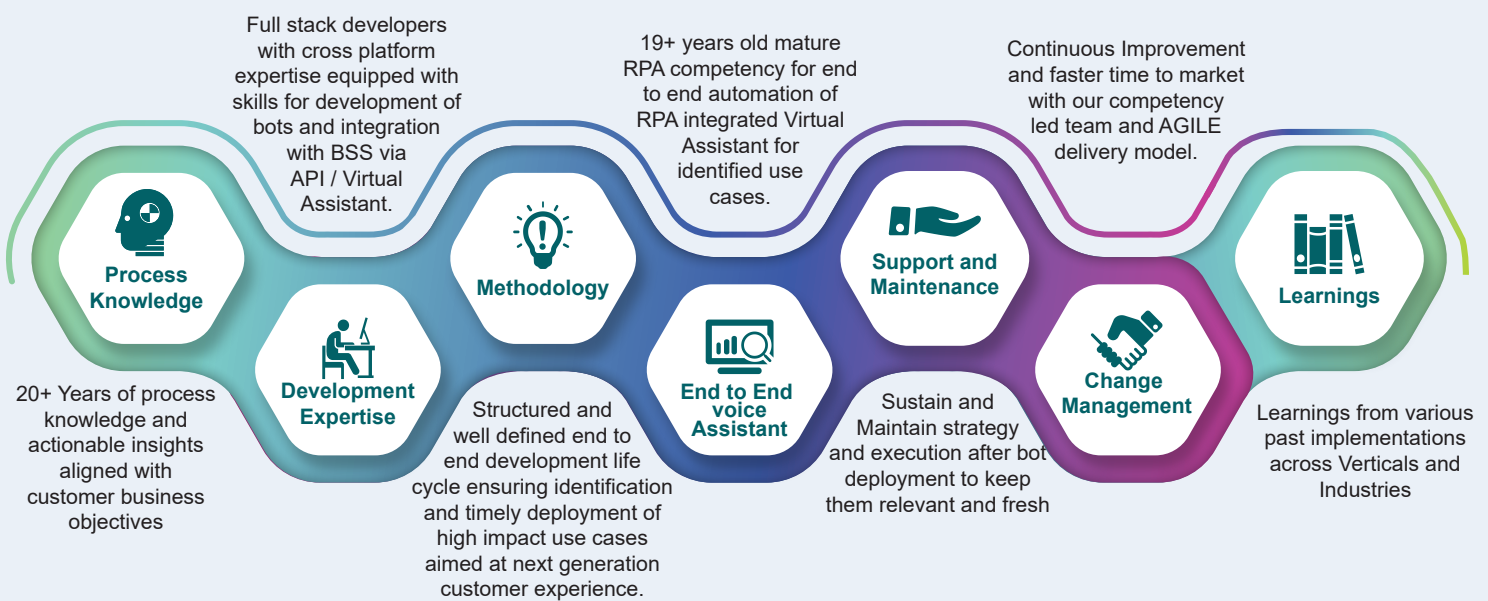 Process
Knowledge
20+ Years of process
knowledge and
actionable insights
aligned with
customer business
objectives
Full stack developers
with cross platform
expertise equipped with
skills for development of
bots and integration
with BSS via
API / Virtual
Assistant.
Development
Expertise
Methodology
Structured and
well defined end to
end development life
cycle ensuring identification
and timely deployment of
high impact use cases
aimed at next generation
customer experience.
19+ years old mature
RPA competency for end
to end automation of
RPA integrated Virtual
Assistant for
identified use
cases.
End to End
voice
Assistant
Support and
Maintenance
Sustain and
Maintain strategy
and execution after bot
deployment to keep
them relevant and fresh
Continuous Improvement
and faster time to market
with our competency
led team and AGILE
delivery model.
Change
Management
Learnings
Learnings from various
past implementations
across Verticals and
Industries